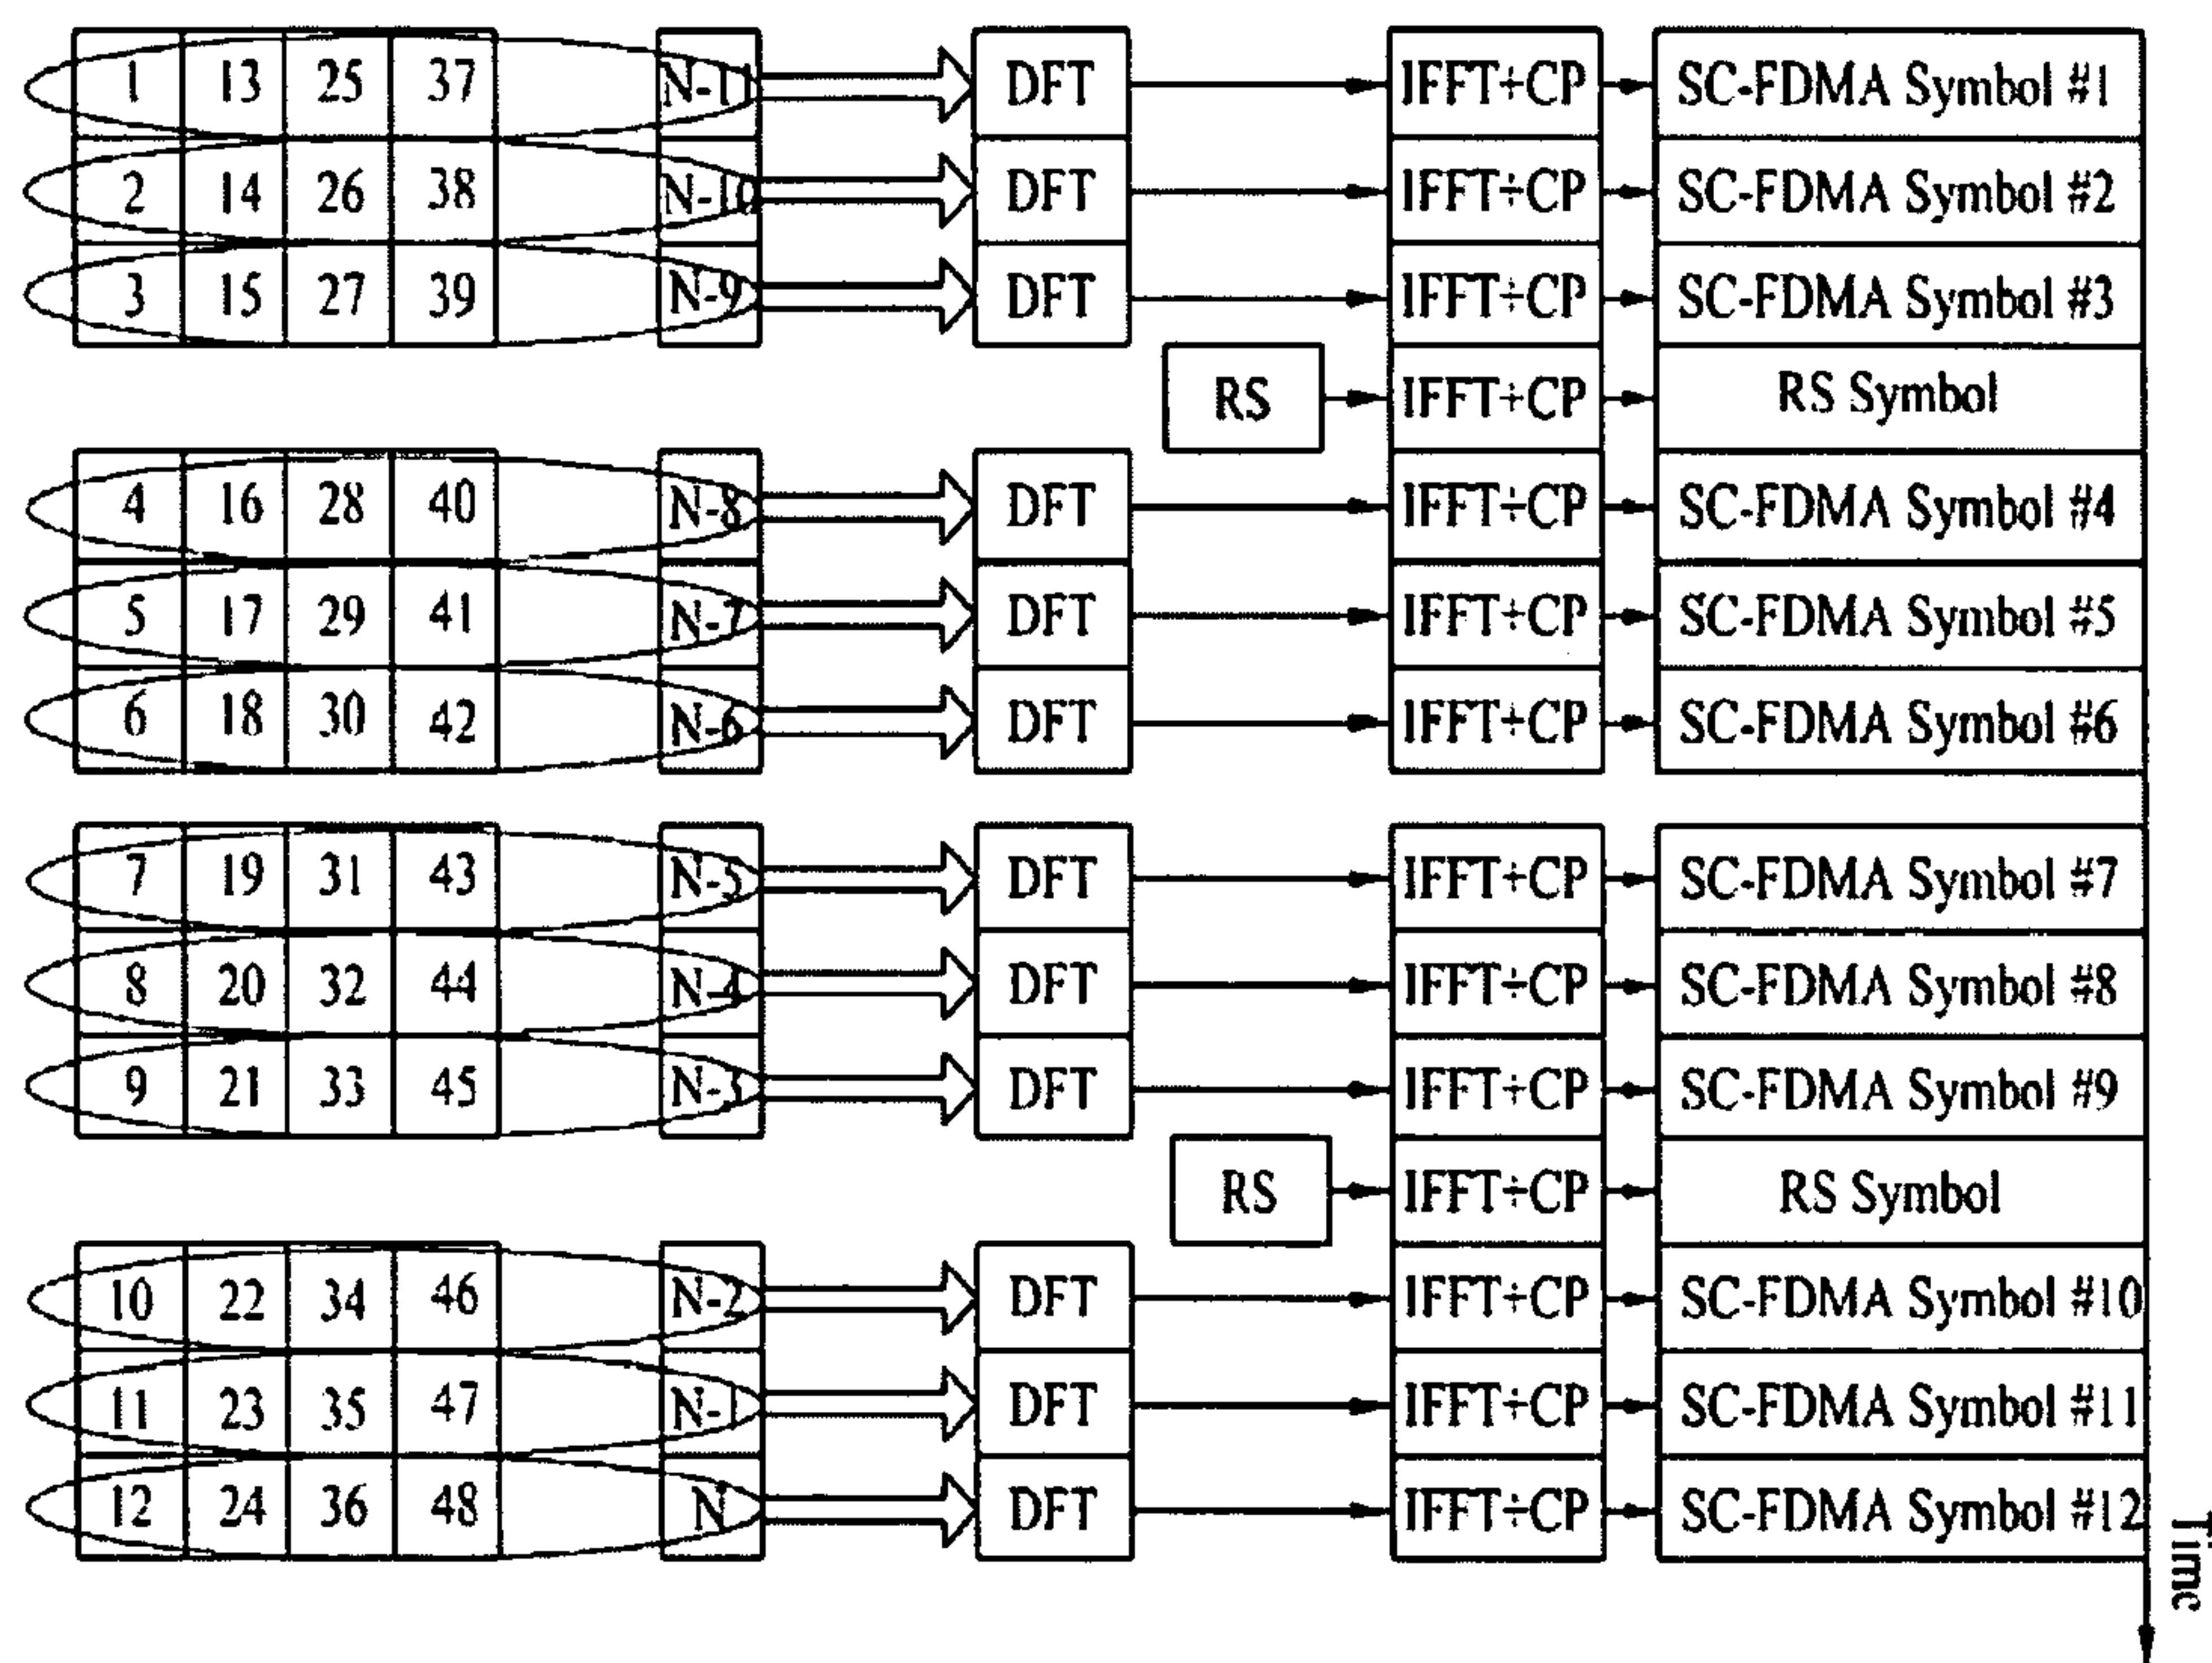 1 13 25 37 N-11 DFT IFFT+CP SC-FDMA Symbol #1
2 14 26 38 N-10 DFT IFFT+CP SC-FDMA Symbol #2
3 15 27 39 N-9 DFT IFFT+CP SC-FDMA Symbol #3
RS IFFT+CP RS Symbol
4 16 28 40 N-8 DFT IFFT+CP SC-FDMA Symbol #4
5 17 29 41 N-7 DFT IFFT+CP SC-FDMA Symbol #5
6 18 30 42 N-6 DFT IFFT+CP SC-FDMA Symbol #6
7 19 31 43 N-5 DFT IFFT+CP SC-FDMA Symbol #7
8 20 32 44 N-4 DFT IFFT+CP SC-FDMA Symbol #8
9 21 33 45 N-3 DFT IFFT+CP SC-FDMA Symbol #9
RS IFFT+CP RS Symbol
10 22 34 46 N-2 DFT IFFT+CP SC-FDMA Symbol #10
11 23 35 47 N-1 DFT IFFT+CP SC-FDMA Symbol #11
12 24 36 48 N DFT IFFT+CP SC-FDMA Symbol #12
Time